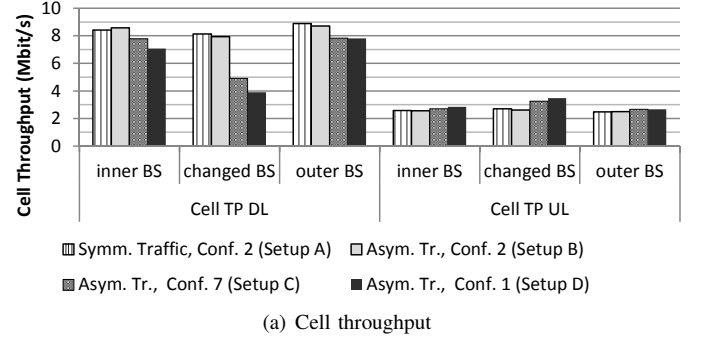 Cell Throughput (Mbit/s)
10
8
6
4
2
0
inner BS changed BS outer BS inner BS changed BS outer BS
Cell TP DL Cell TP UL
Symm. Traffic, Conf. 2 (Setup A) Asym. Tr., Conf. 2 (Setup B)
Asym. Tr., Conf. 7 (Setup C) Asym. Tr., Conf. 1 (Setup D)
(a) Cell throughput